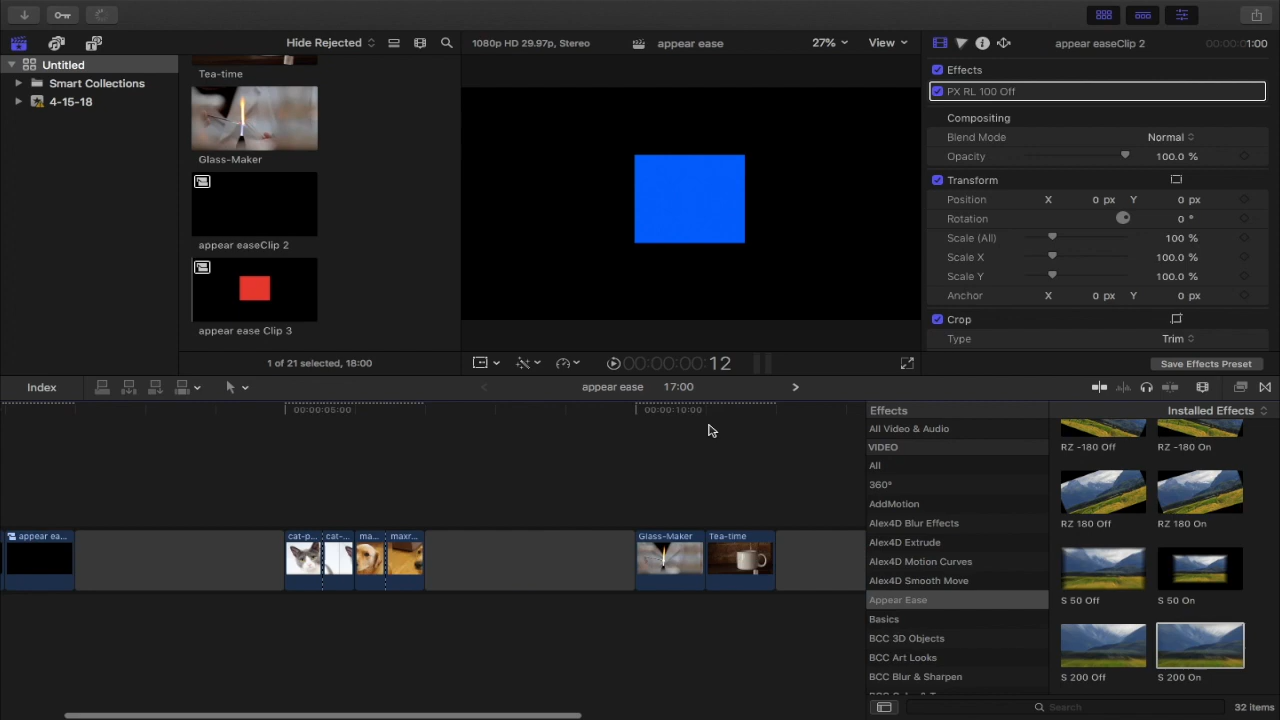 Hide Rejected
1080p HD 29.97p, Stereo
appear ease
27%
View
appear easeClip 2
00:00:01:00
Untitled
Smart Collections
4-15-18
Tea-time
Glass-Maker
appear easeClip 2
appear ease Clip 3
1 of 21 selected, 18:00
00:00:00:12
Effects
PX RL 100 Off
Compositing
Blend Mode
Normal
Opacity
100.0 %
Transform
Position X 0 px Y 0 px
Rotation 0 °
Scale (All) 100 %
Scale X 100.0 %
Scale Y 100.0 %
Anchor X 0 px Y 0 px
Crop
Type Trim
Save Effects Preset
Index
appear ease 17:00
00:00:05:00
00:00:10:00
appear ea...
cat-p...
cat-...
ma...
maxr...
Glass-Maker
Tea-time
Effects
Installed Effects
All Video & Audio
VIDEO
All
360°
AddMotion
Alex4D Blur Effects
Alex4D Extrude
Alex4D Motion Curves
Alex4D Smooth Move
Appear Ease
Basics
BCC 3D Objects
BCC Art Looks
BCC Blur & Sharpen
RZ -180 Off
RZ -180 On
RZ 180 Off
RZ 180 On
S 50 Off
S 50 On
S 200 Off
S 200 On
Search
32 items